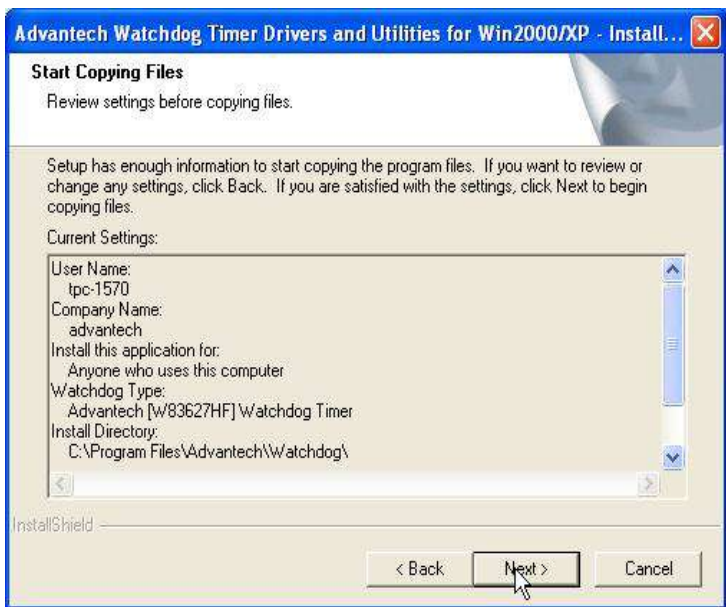 Advantech Watchdog Timer Drivers and Utilities for Win2000/XP - Install...
Start Copying Files
Review settings before copying files.
Setup has enough information to start copying the program files. If you want to review or
change any settings, click Back. If you are satisfied with the settings, click Next to begin
copying files.
Current Settings:
User Name:
tpc-1570
Company Name:
advantech
Install this application for:
Anyone who uses this computer
Watchdog Type:
Advantech [W83627HF] Watchdog Timer
Install Directory:
C:\Program Files\Advantech\Watchdog\
InstallShield
< Back
Next >
Cancel